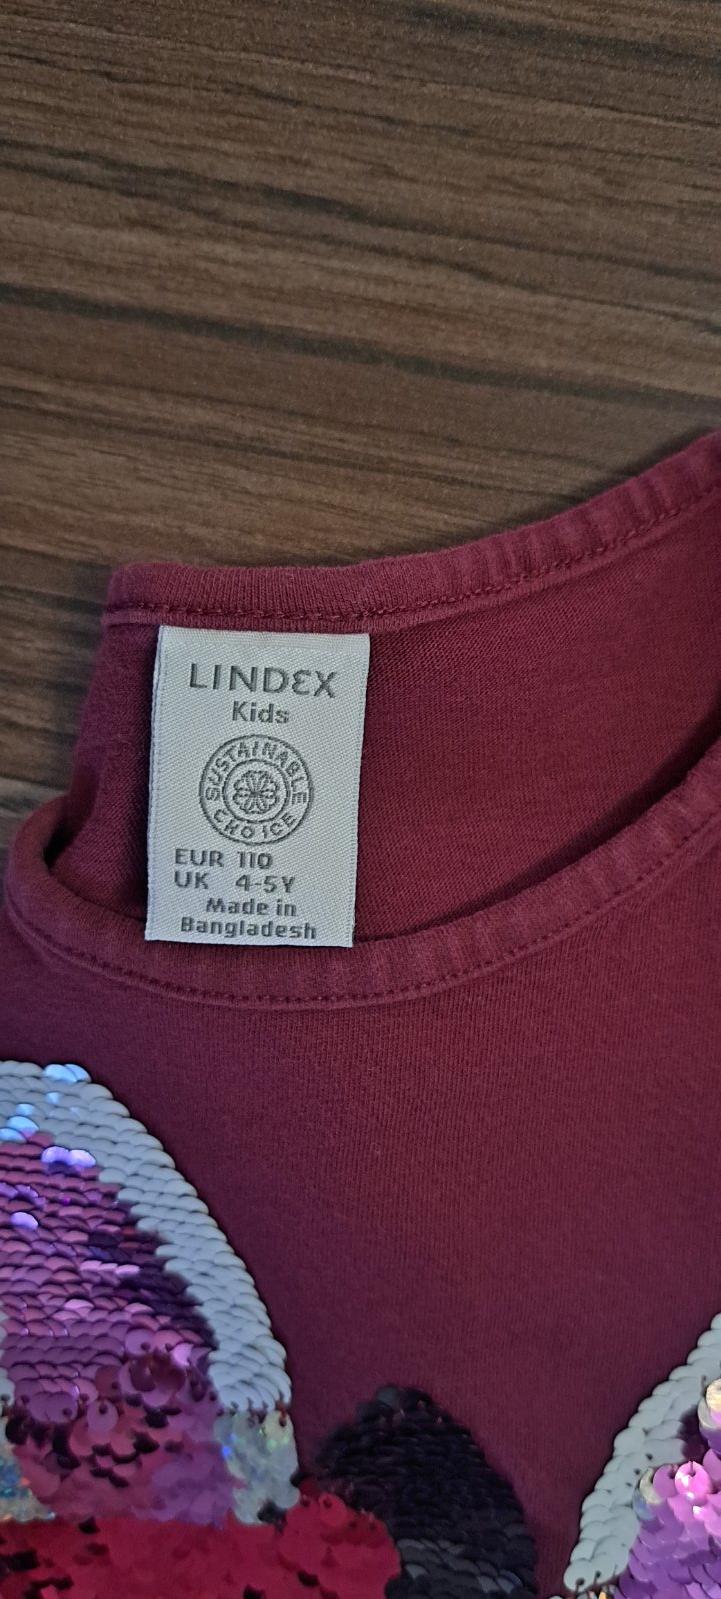 LINDEX
Kids
SUSTAINABLE
CHOICE
EUR 110
UK 4-5Y
Made in
Bangladesh